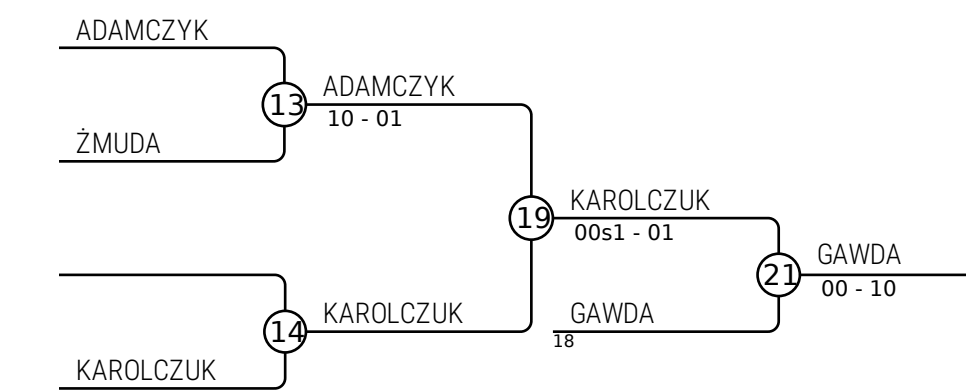 ADAMCZYK
13
ADAMCZYK
10 - 01
ŻMUDA
19
KAROLCZUK
00s1 - 01
21
GAWDA
00 - 10
14
KAROLCZUK
GAWDA
18
KAROLCZUK